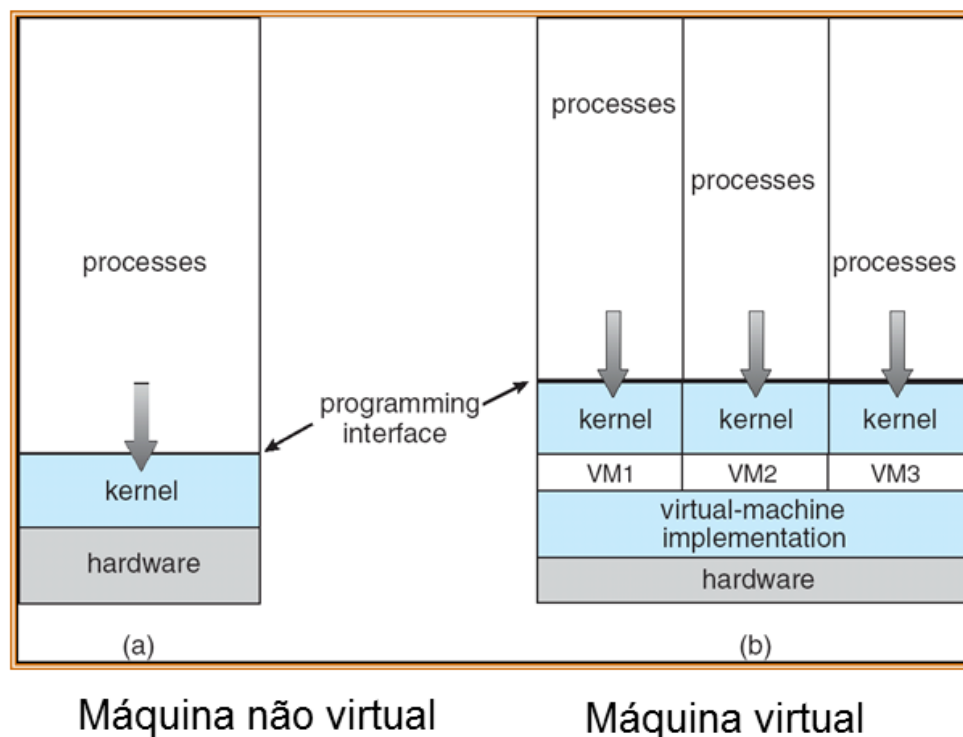 processes
kernel
hardware
(a)
programming
interface
processes
processes
processes
kernel
kernel
kernel
VM1
VM2
VM3
virtual-machine
implementation
hardware
(b)
Máquina não virtual
Máquina virtual